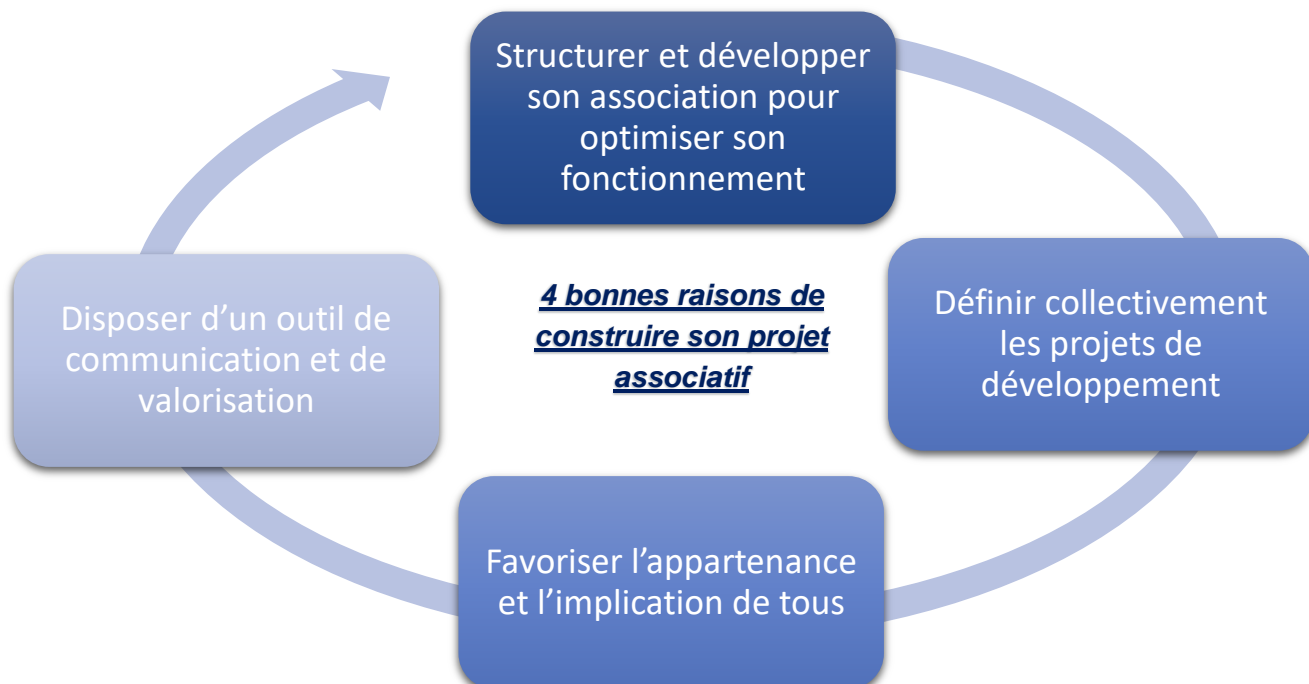 Structurer et développer
son association pour
optimiser son
fonctionnement
4 bonnes raisons de
construire son projet
associatif
Définir collectivement
les projets de
développement
Favoriser l’appartenance
et l’implication de tous
Disposer d’un outil de
communication et de
valorisation